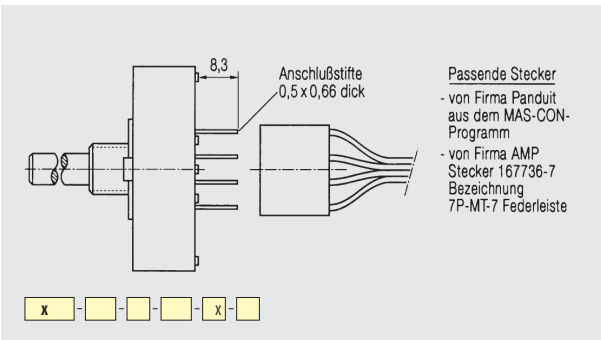 8,3
Anschlußstifte
0,5 x 0,66 dick
Passende Stecker
- von Firma Panduit
aus dem MAS-CON-
Programm
- von Firma AMP
Stecker 167736-7
Bezeichnung
7P-MT-7 Federleiste
x - - - - x -